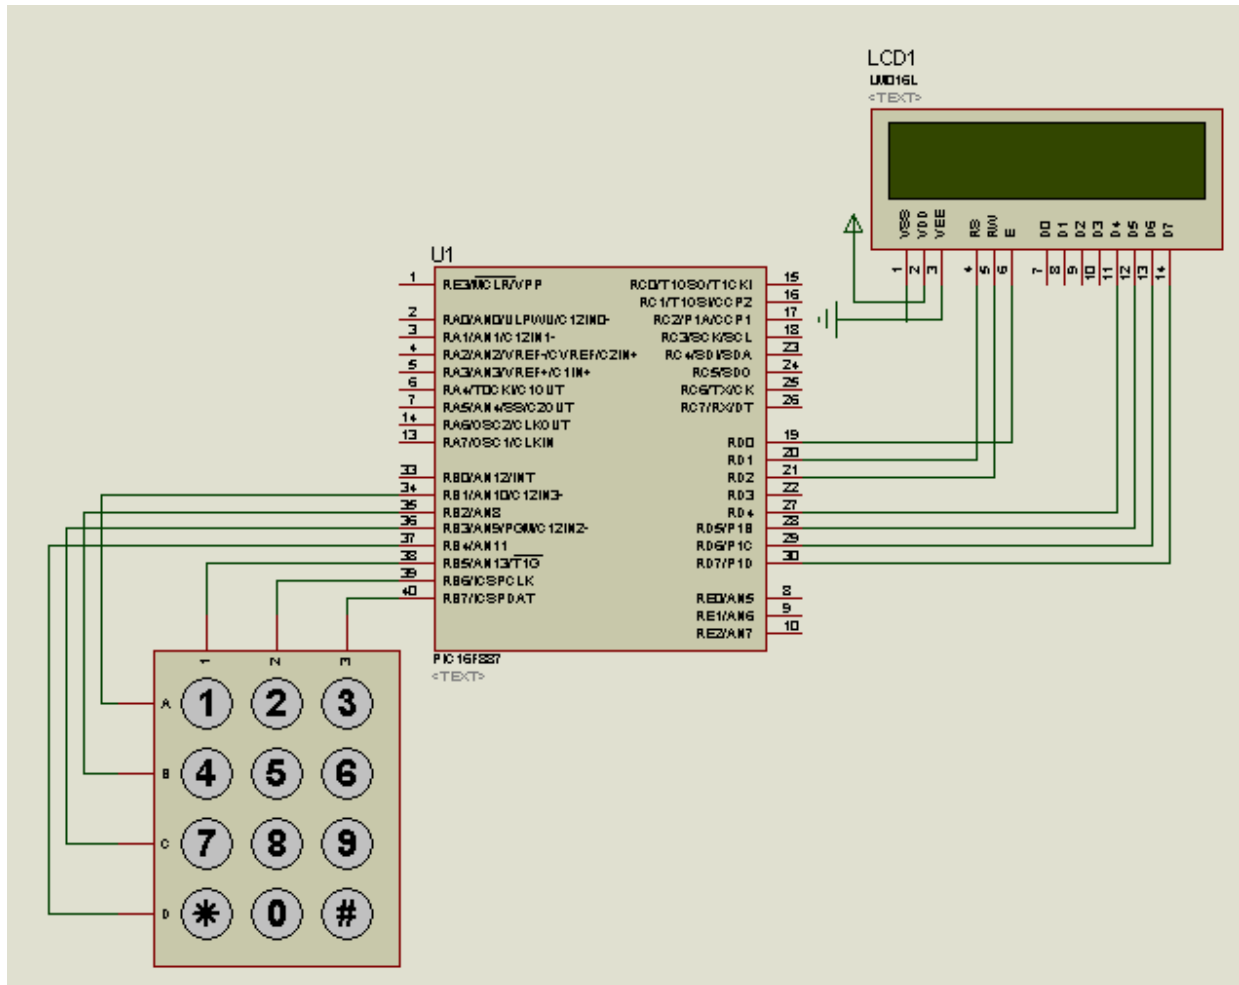 LCD1
LM016L
<TEXT>
VSS
VDD
VEE
RS
RW
E
D0
D1
D2
D3
D4
D5
D6
D7
1
2
3
4
5
6
7
8
9
10
11
12
13
14
U1
1 RE3/MCLR/VPP
2 RA0/AN0/ULPWU/C12IN0-
3 RA1/AN1/C12IN1-
4 RA2/AN2/VREF-/CVREF/C2IN+
5 RA3/AN3/VREF+/C1IN+
6 RA4/T0CKI/C1OUT
7 RA5/AN4/SS/C2OUT
14 RA6/OSC2/CLKOUT
13 RA7/OSC1/CLKIN
33 RB0/AN12/INT
34 RB1/AN10/C12IN3-
35 RB2/AN8
36 RB3/AN9/PGM/C12IN2-
37 RB4/AN11
38 RB5/AN13/T1G
39 RB6/ICSPCLK
40 RB7/ICSPDAT
RC0/T1OSO/T1CKI 15
RC1/T1OSI/CCP2 16
RC2/P1A/CCP1 17
RC3/SCK/SCL 18
RC4/SDI/SDA 23
RC5/SDO 24
RC6/TX/CK 25
RC7/RX/DT 26
RD0 19
RD1 20
RD2 21
RD3 22
RD4 27
RD5/P1B 28
RD6/P1C 29
RD7/P1D 30
RE0/AN5 8
RE1/AN6 9
RE2/AN7 10
PIC16F887
<TEXT>
1 2 3
A 1 2 3
B 4 5 6
C 7 8 9
D * 0 #